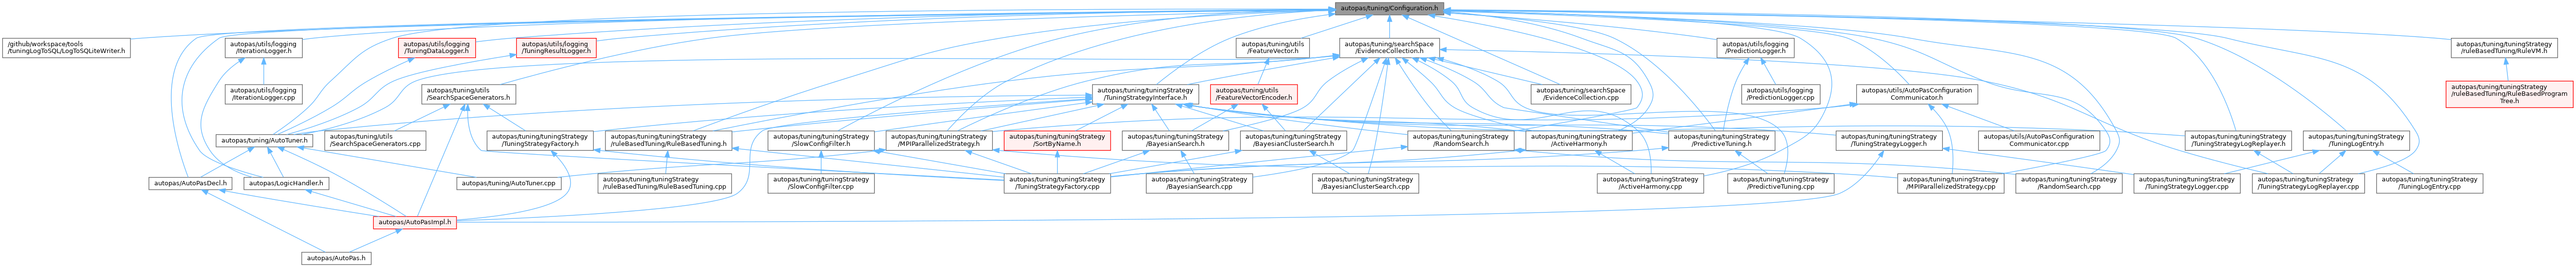 autopas/tuning/Configuration.h
/github/workspace/tools
/tuningLogToSQL/LogToSQLiteWriter.h
autopas/utils/logging
/IterationLogger.h
autopas/utils/logging
/TuningDataLogger.h
autopas/utils/logging
/TuningResultLogger.h
autopas/tuning/utils
/FeatureVector.h
autopas/tuning/searchSpace
/EvidenceCollection.h
autopas/utils/logging
/PredictionLogger.h
autopas/tuning/tuningStrategy
/ruleBasedTuning/RuleVM.h
autopas/utils/logging
/IterationLogger.cpp
autopas/tuning/utils
/SearchSpaceGenerators.h
autopas/tuning/tuningStrategy
/TuningStrategyInterface.h
autopas/tuning/utils
/FeatureVectorEncoder.h
autopas/tuning/searchSpace
/EvidenceCollection.cpp
autopas/utils/logging
/PredictionLogger.cpp
autopas/utils/AutoPasConfiguration
Communicator.h
autopas/tuning/tuningStrategy
/ruleBasedTuning/RuleBasedProgram
Tree.h
autopas/tuning/AutoTuner.h
autopas/tuning/utils
/SearchSpaceGenerators.cpp
autopas/tuning/tuningStrategy
/TuningStrategyFactory.h
autopas/tuning/tuningStrategy
/ruleBasedTuning/RuleBasedTuning.h
autopas/tuning/tuningStrategy
/SlowConfigFilter.h
autopas/tuning/tuningStrategy
/MPIParallelizedStrategy.h
autopas/tuning/tuningStrategy
/SortByName.h
autopas/tuning/tuningStrategy
/BayesianSearch.h
autopas/tuning/tuningStrategy
/BayesianClusterSearch.h
autopas/tuning/tuningStrategy
/RandomSearch.h
autopas/tuning/tuningStrategy
/ActiveHarmony.h
autopas/tuning/tuningStrategy
/PredictiveTuning.h
autopas/tuning/tuningStrategy
/TuningStrategyLogger.h
autopas/utils/AutoPasConfiguration
Communicator.cpp
autopas/tuning/tuningStrategy
/TuningStrategyLogReplayer.h
autopas/tuning/tuningStrategy
/TuningLogEntry.h
autopas/AutoPasDecl.h
autopas/LogicHandler.h
autopas/tuning/AutoTuner.cpp
autopas/tuning/tuningStrategy
/ruleBasedTuning/RuleBasedTuning.cpp
autopas/tuning/tuningStrategy
/SlowConfigFilter.cpp
autopas/tuning/tuningStrategy
/TuningStrategyFactory.cpp
autopas/tuning/tuningStrategy
/BayesianSearch.cpp
autopas/tuning/tuningStrategy
/BayesianClusterSearch.cpp
autopas/tuning/tuningStrategy
/ActiveHarmony.cpp
autopas/tuning/tuningStrategy
/PredictiveTuning.cpp
autopas/tuning/tuningStrategy
/MPIParallelizedStrategy.cpp
autopas/tuning/tuningStrategy
/RandomSearch.cpp
autopas/tuning/tuningStrategy
/TuningStrategyLogger.cpp
autopas/tuning/tuningStrategy
/TuningStrategyLogReplayer.cpp
autopas/tuning/tuningStrategy
/TuningLogEntry.cpp
autopas/AutoPasImpl.h
autopas/AutoPas.h